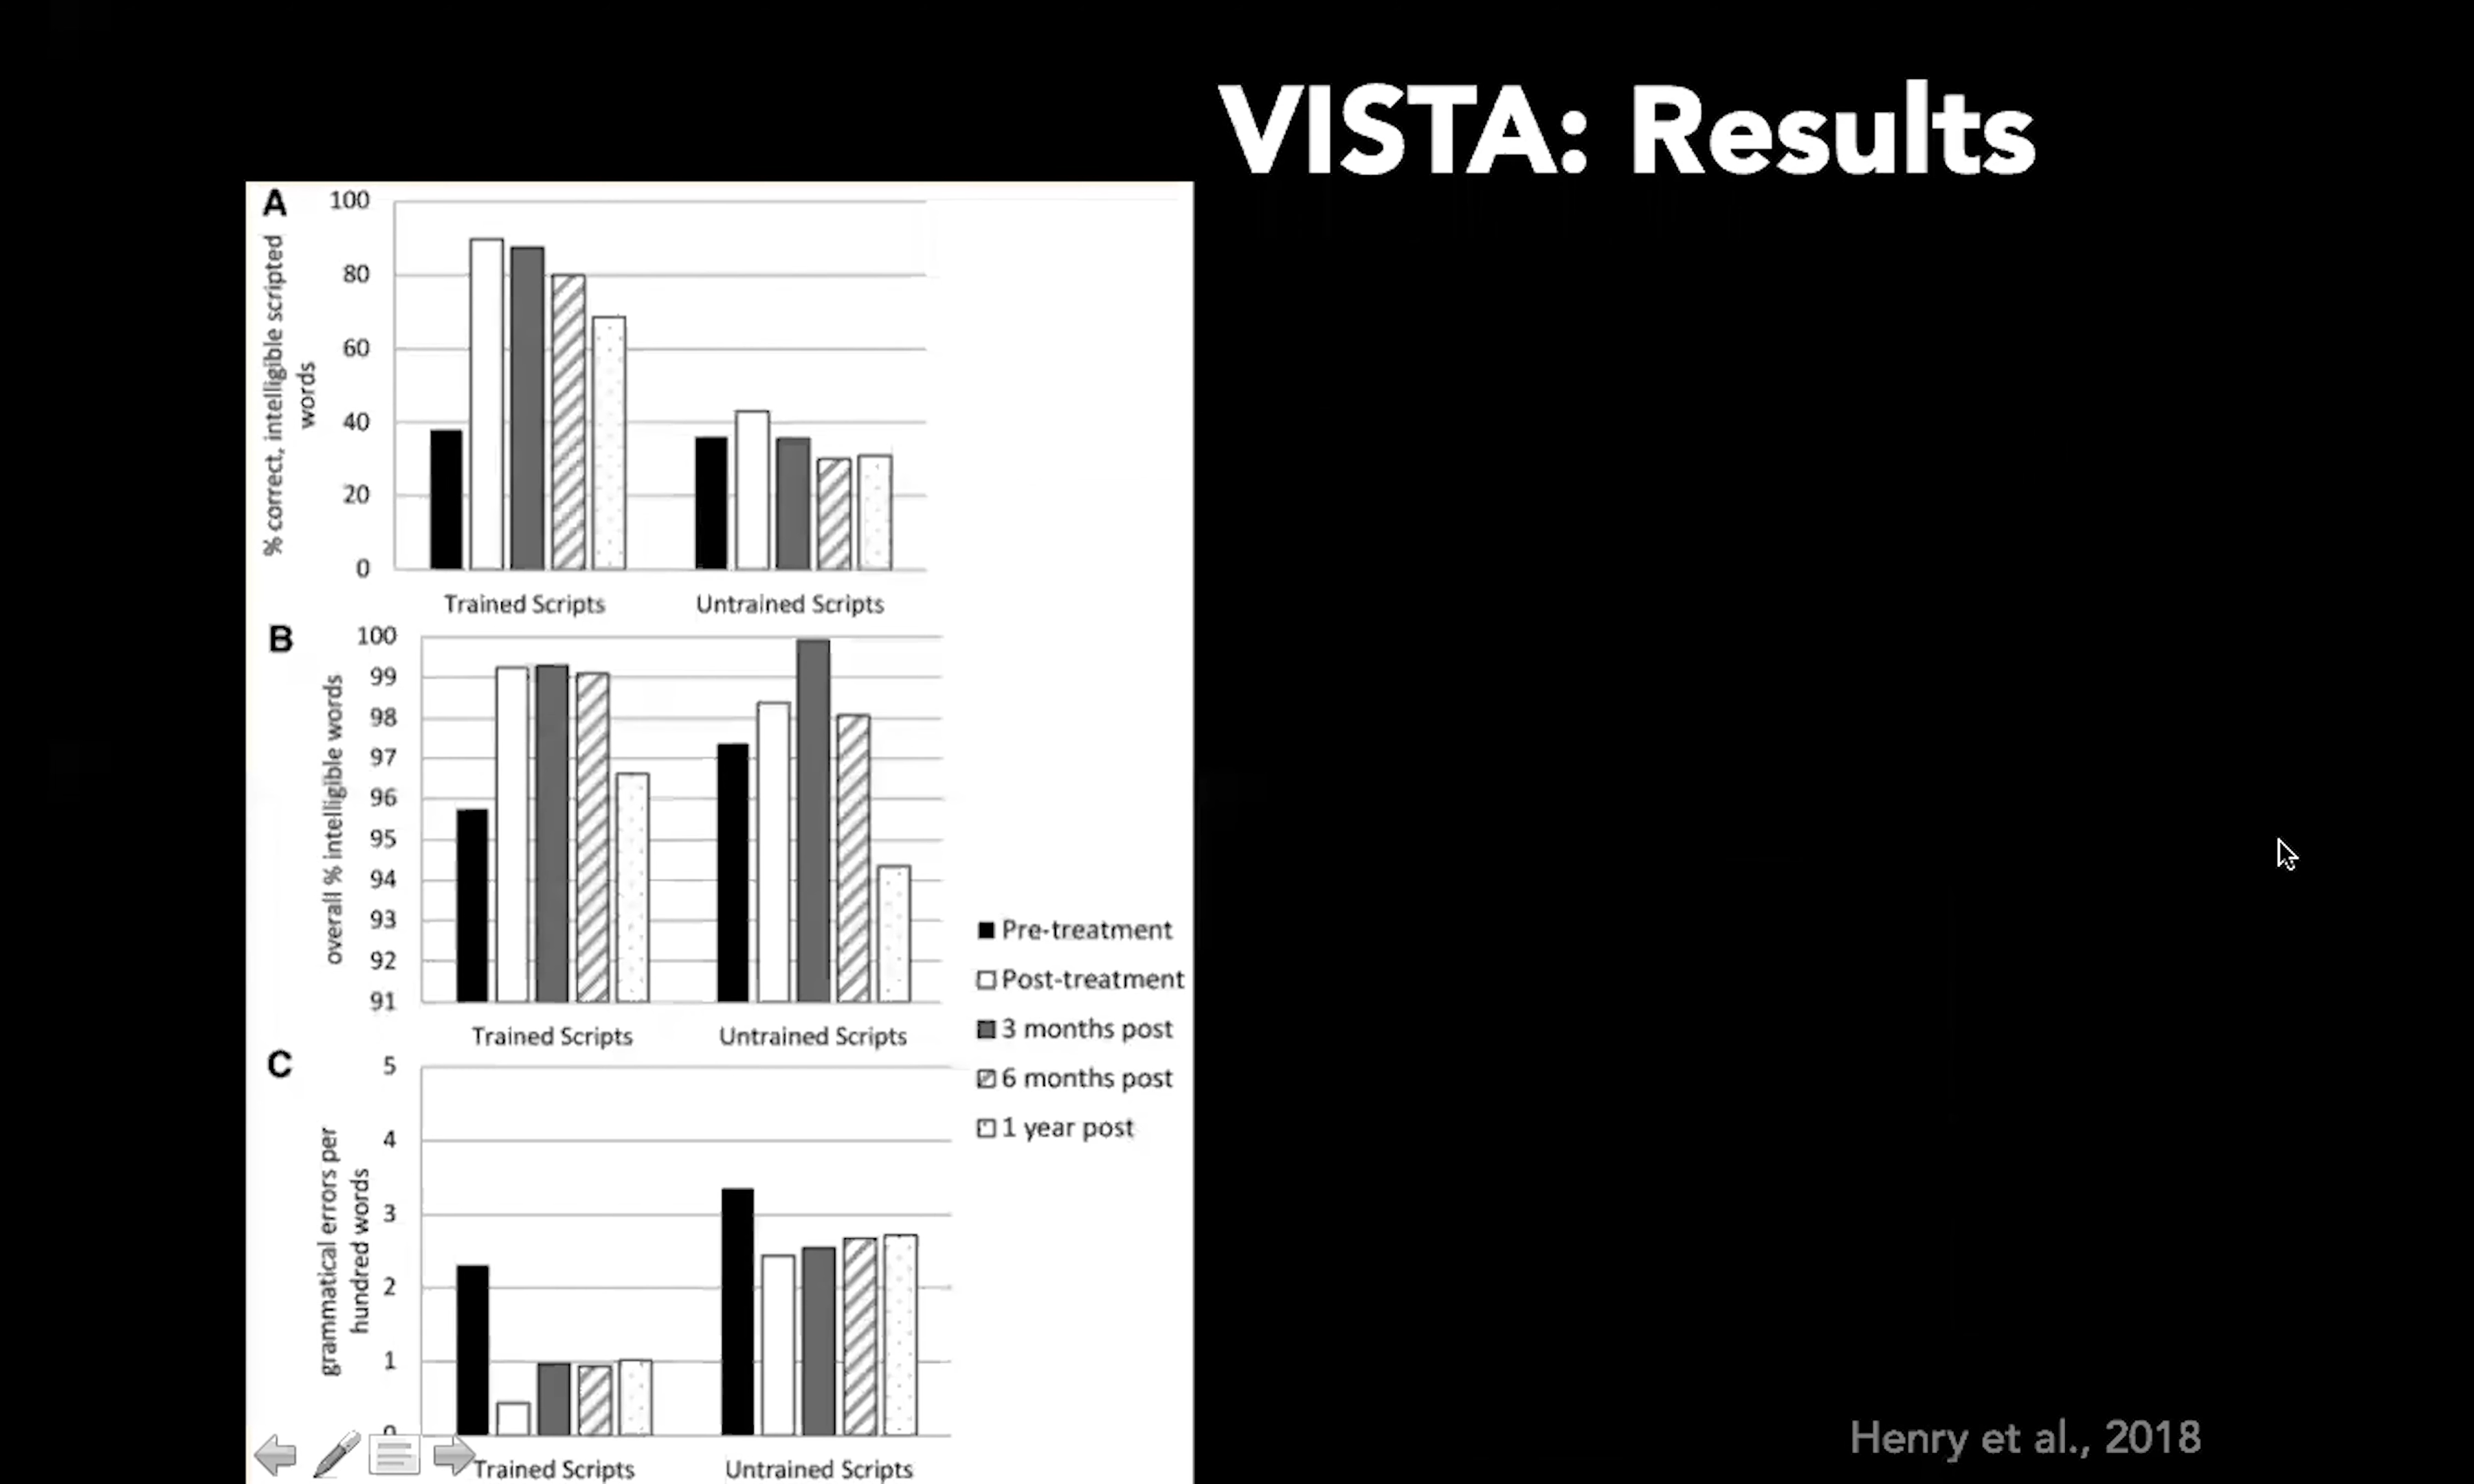 VISTA: Results
A
% correct, intelligible scripted
words
100
80
60
40
20
0
Trained Scripts
Untrained Scripts
B
overall % intelligible words
100
99
98
97
96
95
94
93
92
91
Trained Scripts
Untrained Scripts
Pre-treatment
Post-treatment
3 months post
6 months post
1 year post
C
grammatical errors per
hundred words
5
4
3
2
1
0
Trained Scripts
Untrained Scripts
Henry et al., 2018